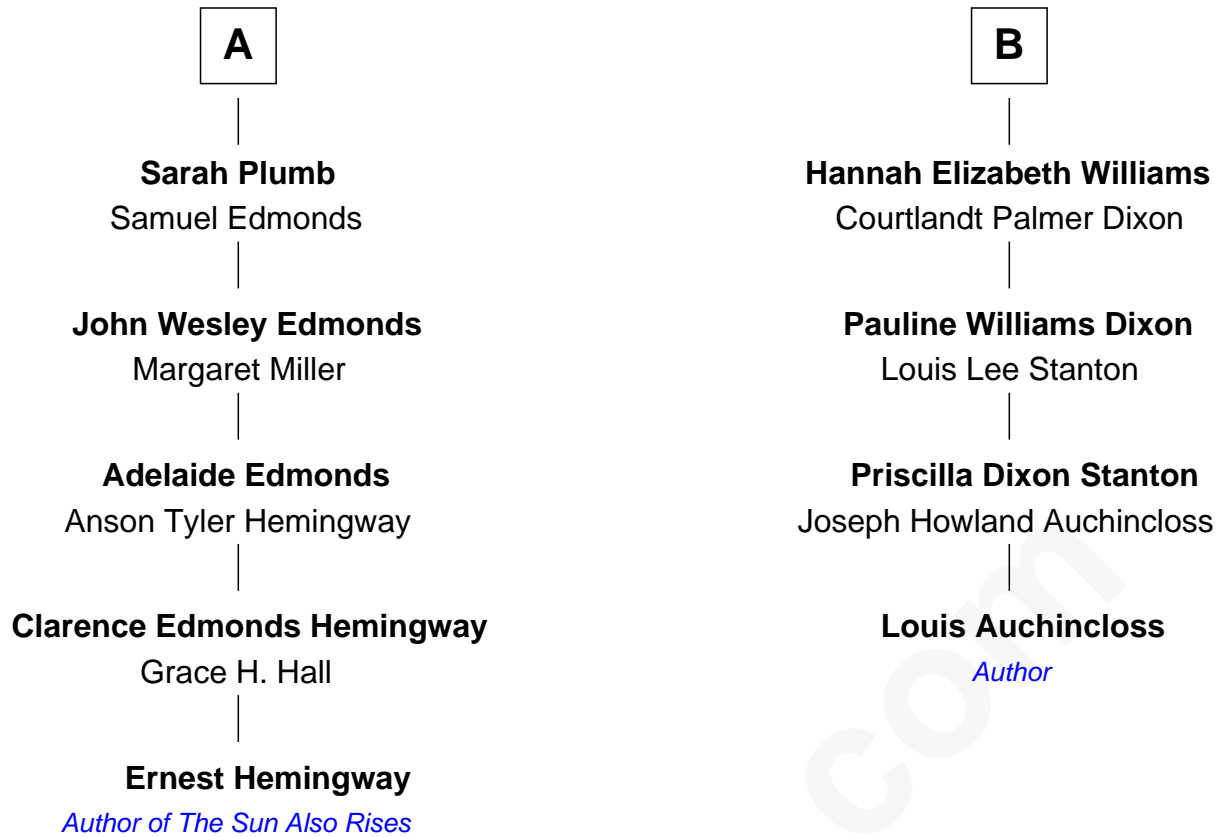 A
Sarah Plumb
Samuel Edmonds
John Wesley Edmonds
Margaret Miller
Adelaide Edmonds
Anson Tyler Hemingway
Clarence Edmonds Hemingway
Grace H. Hall
Ernest Hemingway
Author of The Sun Also Rises
B
Hannah Elizabeth Williams
Courtlandt Palmer Dixon
Pauline Williams Dixon
Louis Lee Stanton
Priscilla Dixon Stanton
Joseph Howland Auchincloss
Louis Auchincloss
Author
com